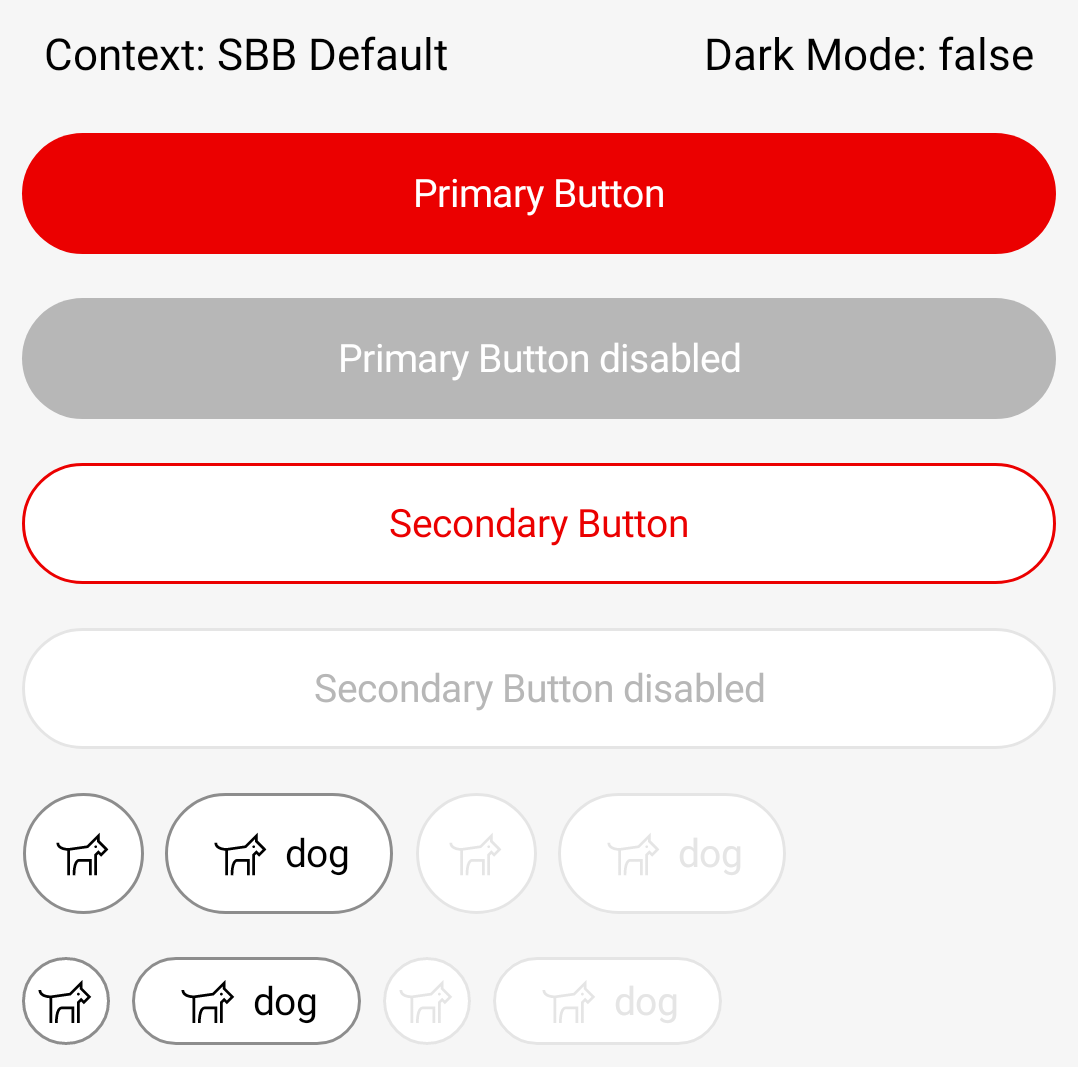 Context: SBB Default Dark Mode: false
Primary Button
Primary Button disabled
Secondary Button
Secondary Button disabled
dog dog
dog dog